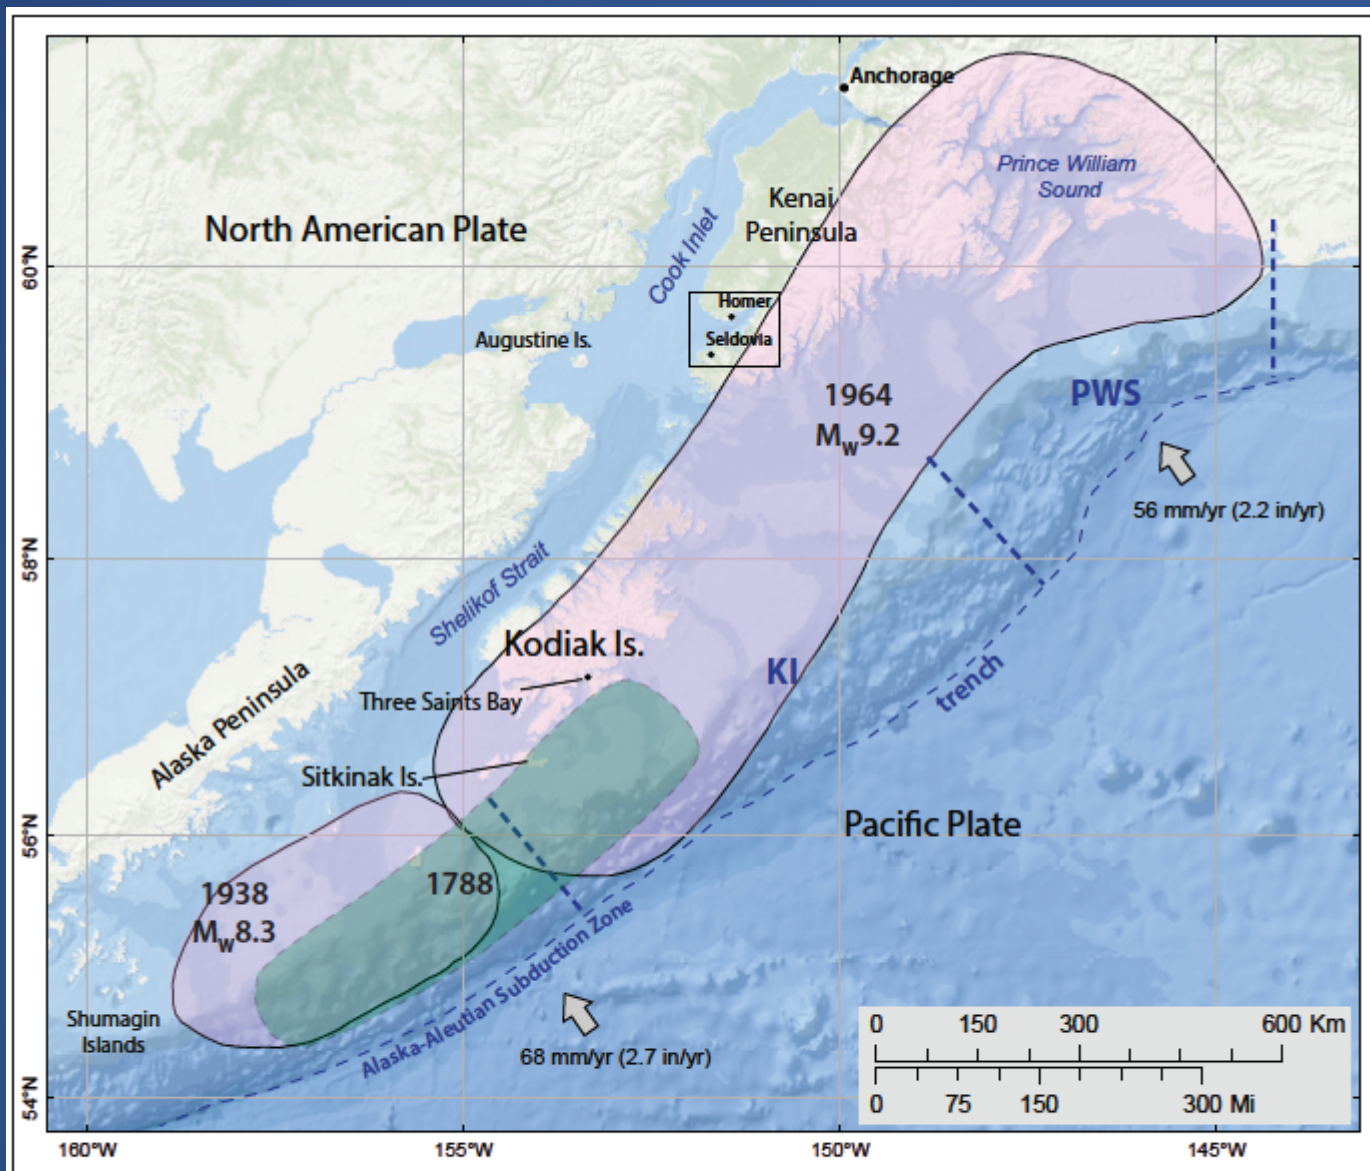 Anchorage
Prince William
Sound
Kenai
Peninsula
North American Plate
Cook Inlet
60°N
Homer
Seldovia
Augustine Is.
1964
MW9.2
PWS
56 mm/yr (2.2 in/yr)
58°N
Shelikof Strait
Kodiak Is.
KI
trench
Three Saints Bay
Alaska Peninsula
Sitkinak Is.
56°N
Pacific Plate
1938
MW8.3
1788
Alaska-Aleutian Subduction Zone
Shumagin
Islands
68 mm/yr (2.7 in/yr)
0 150 300 600 Km
0 75 150 300 Mi
54°N
160°W 155°W 150°W 145°W